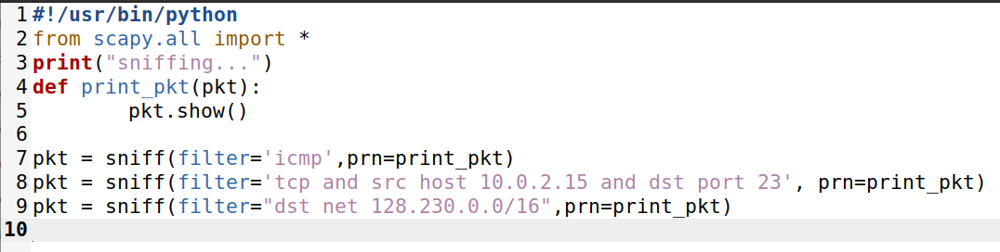 1 #!/usr/bin/python
2 from scapy.all import *
3 print("sniffing...")
4 def print_pkt(pkt):
5         pkt.show()
6
7 pkt = sniff(filter='icmp',prn=print_pkt)
8 pkt = sniff(filter='tcp and src host 10.0.2.15 and dst port 23', prn=print_pkt)
9 pkt = sniff(filter="dst net 128.230.0.0/16",prn=print_pkt)
10